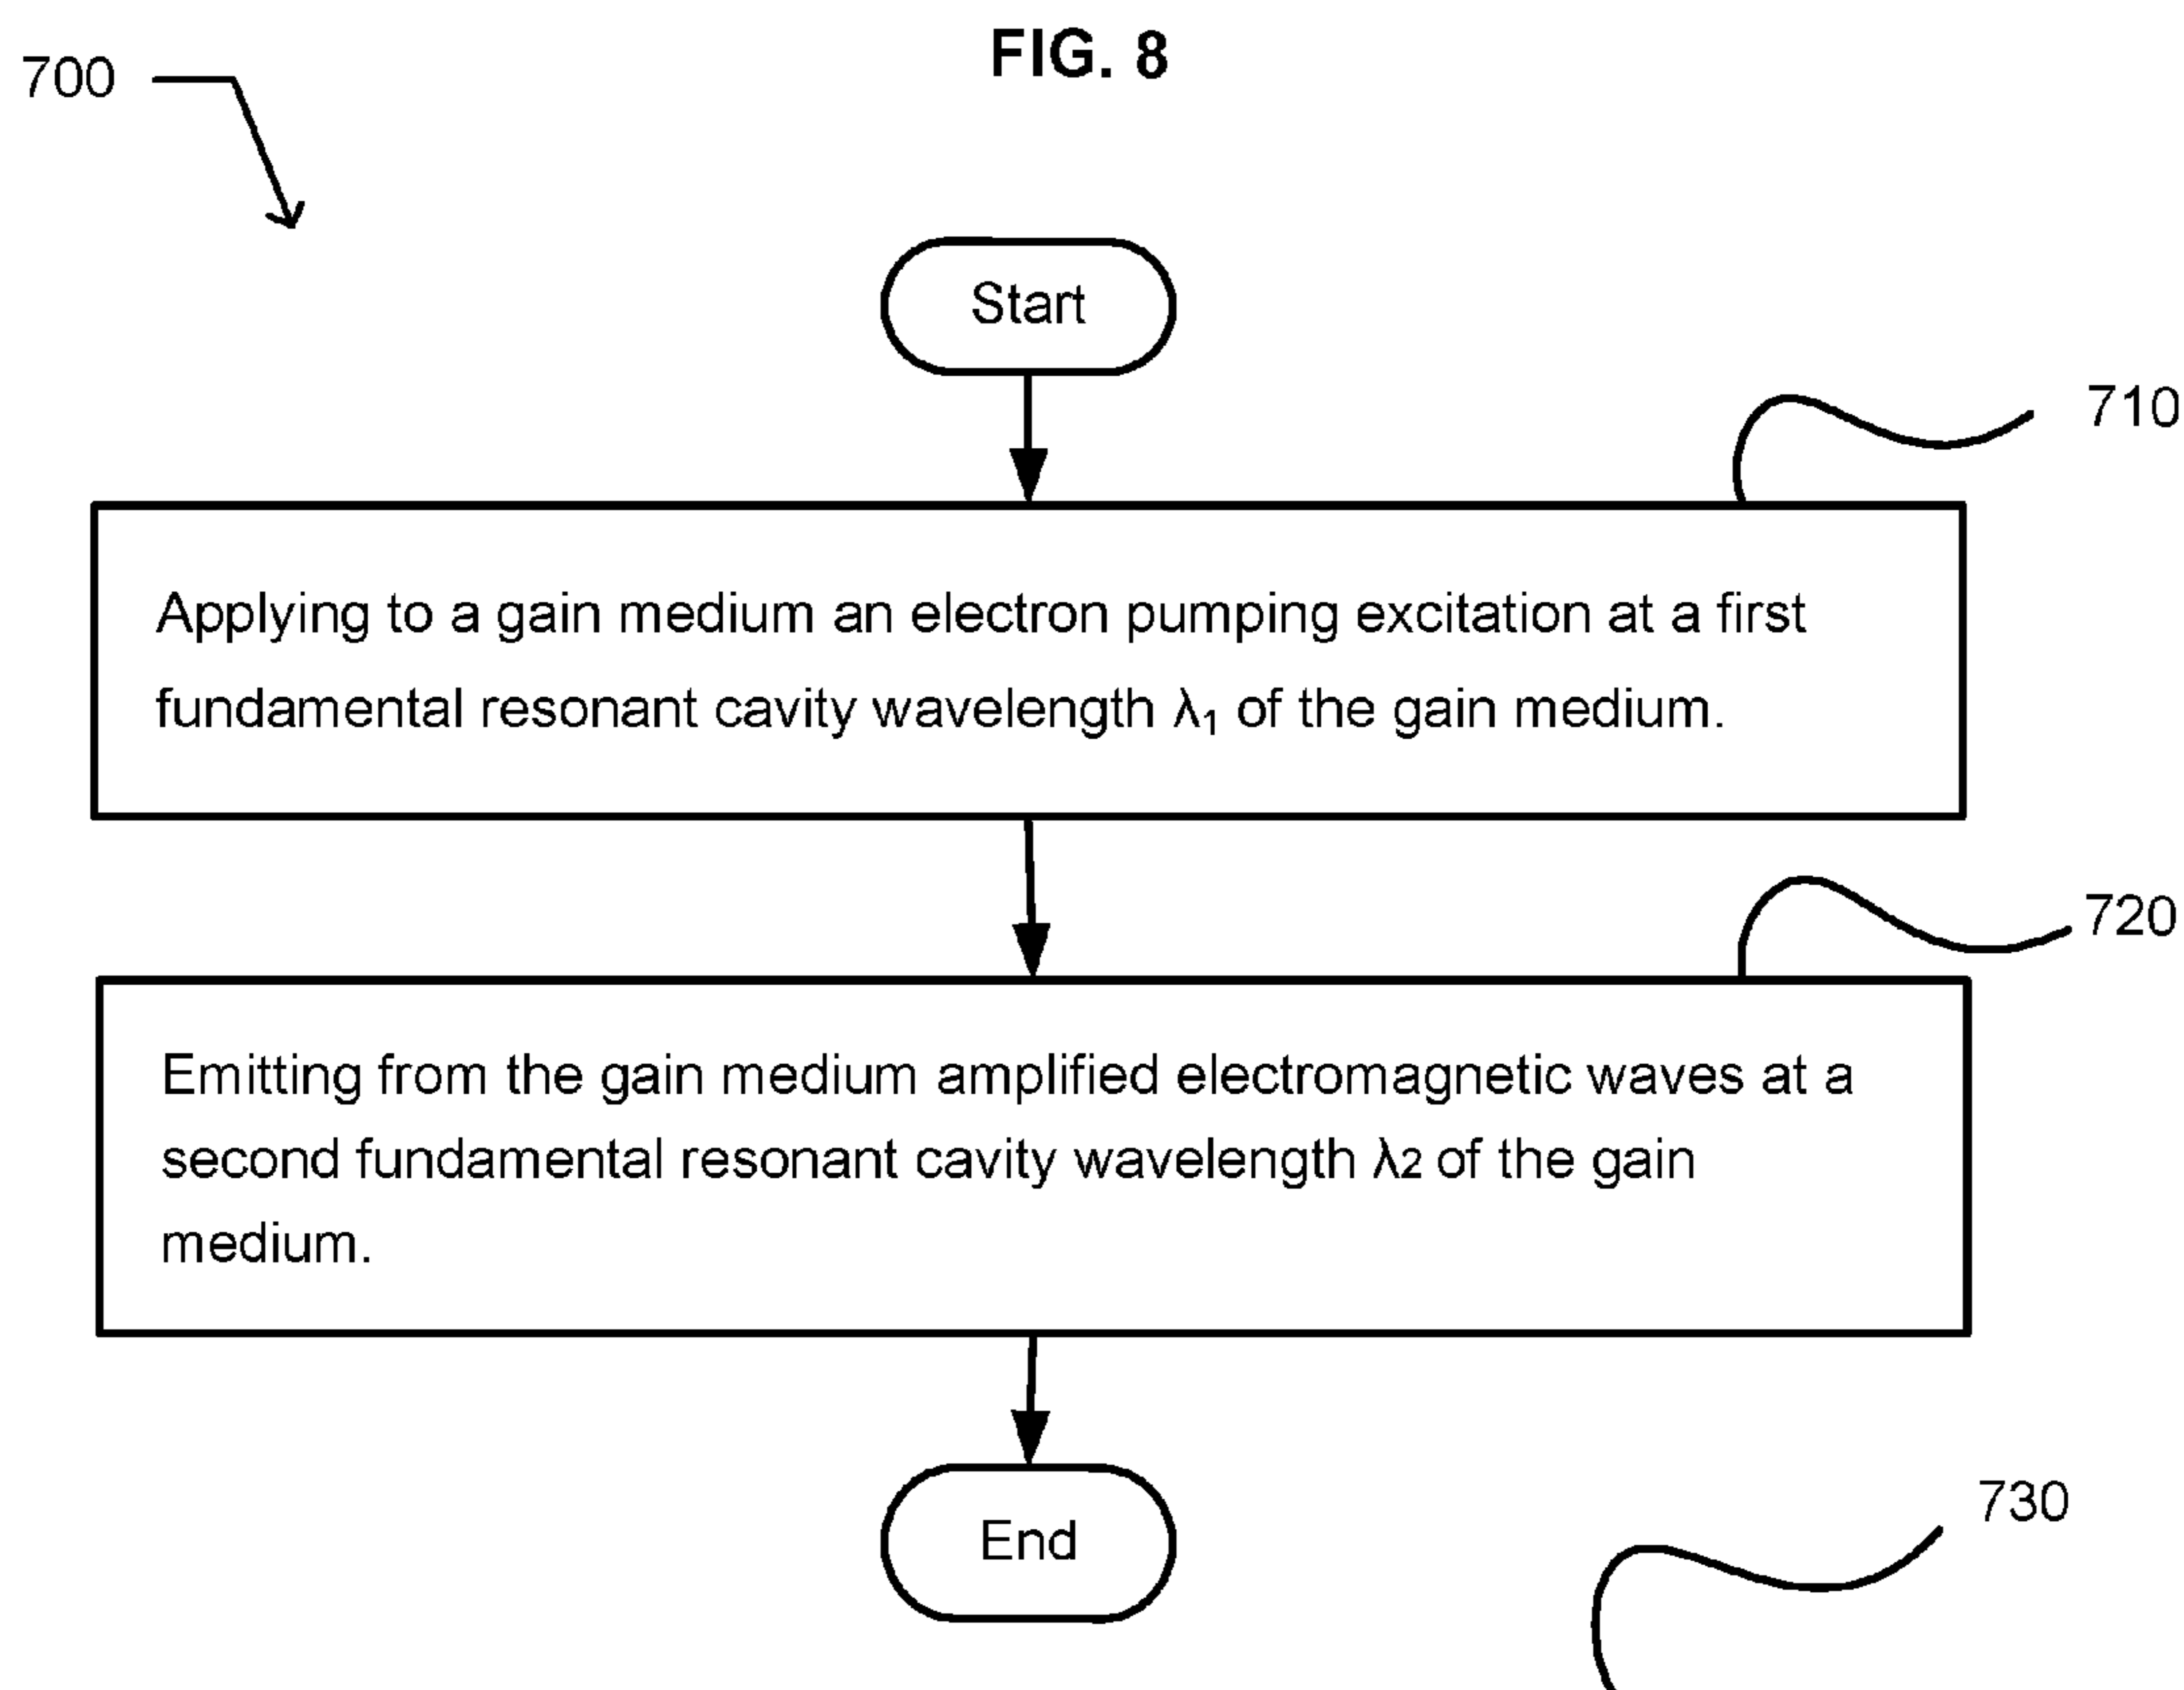 FIG. 8
700
Start
710
Applying to a gain medium an electron pumping excitation at a first
fundamental resonant cavity wavelength λ₁ of the gain medium.
720
Emitting from the gain medium amplified electromagnetic waves at a
second fundamental resonant cavity wavelength λ2 of the gain
medium.
End
730